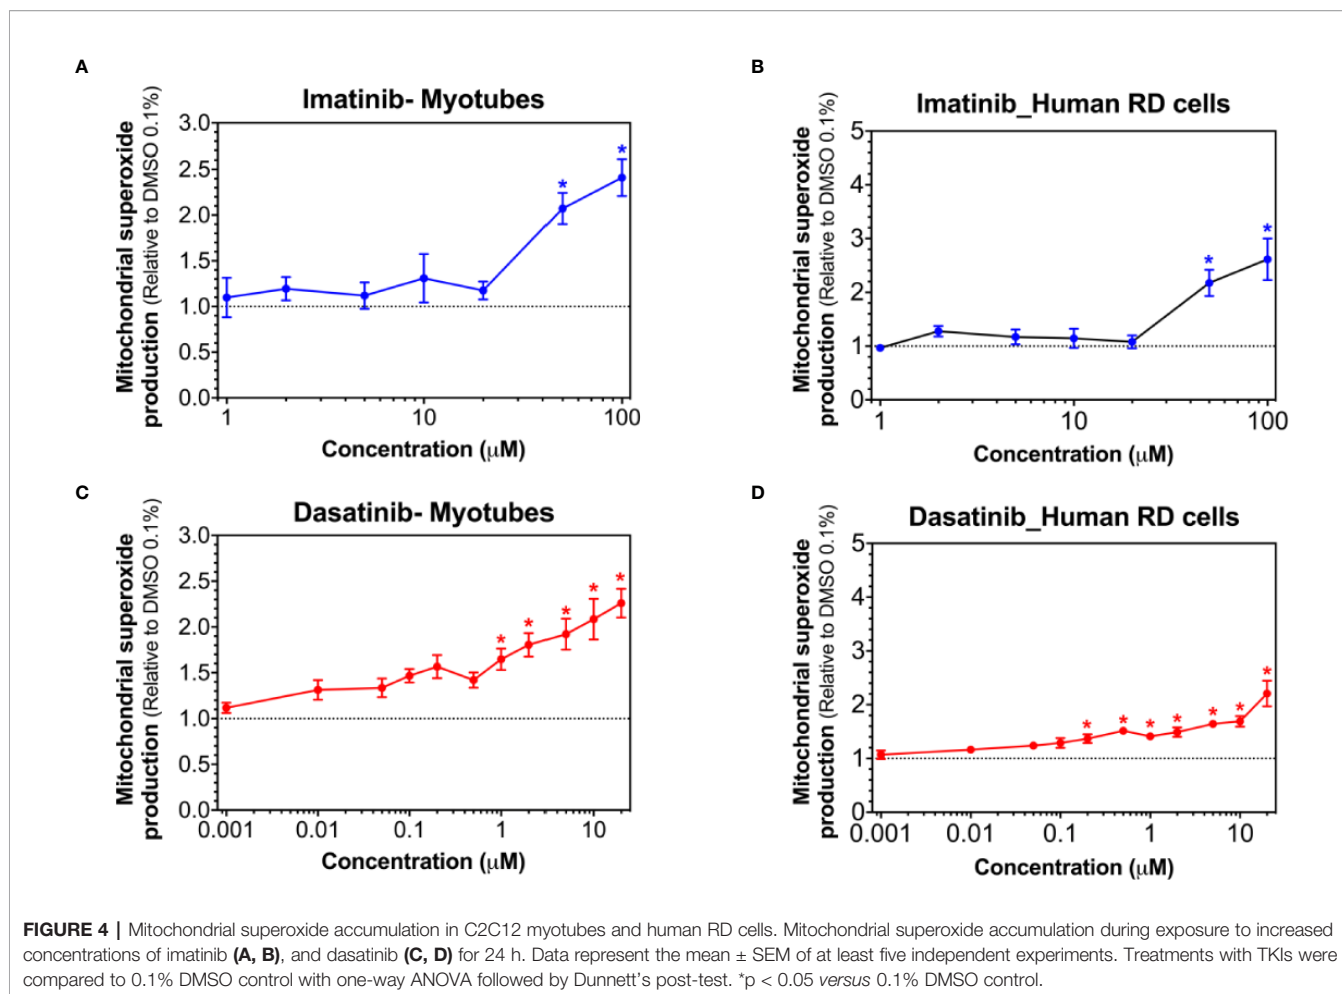 A
Imatinib- Myotubes
Mitochondrial superoxide
production (Relative to DMSO 0.1%)
3.0
2.5
2.0
1.5
1.0
0.5
0.0
1
10
100
Concentration (μM)
*
*
B
Imatinib_Human RD cells
Mitochondrial superoxide
production (Relative to DMSO 0.1%)
5
4
3
2
1
0
1
10
100
Concentration (μM)
*
*
C
Dasatinib- Myotubes
Mitochondrial superoxide
production (Relative to DMSO 0.1%)
3.0
2.5
2.0
1.5
1.0
0.5
0.0
0.001
0.01
0.1
1
10
Concentration (μM)
*
*
*
*
*
D
Dasatinib_Human RD cells
Mitochondrial superoxide
production (Relative to DMSO 0.1%)
5
4
3
2
1
0
0.001
0.01
0.1
1
10
Concentration (μM)
*
*
*
*
*
*
*
FIGURE 4 | Mitochondrial superoxide accumulation in C2C12 myotubes and human RD cells. Mitochondrial superoxide accumulation during exposure to increased
concentrations of imatinib (A, B), and dasatinib (C, D) for 24 h. Data represent the mean ± SEM of at least five independent experiments. Treatments with TKIs were
compared to 0.1% DMSO control with one-way ANOVA followed by Dunnett's post-test. *p < 0.05 versus 0.1% DMSO control.